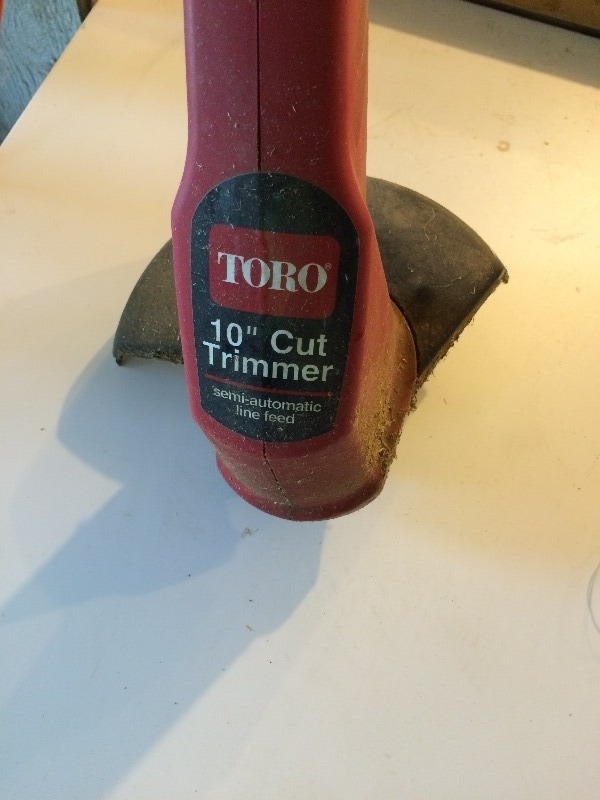 TORO®
10" Cut
Trimmer
semi-automatic
line feed